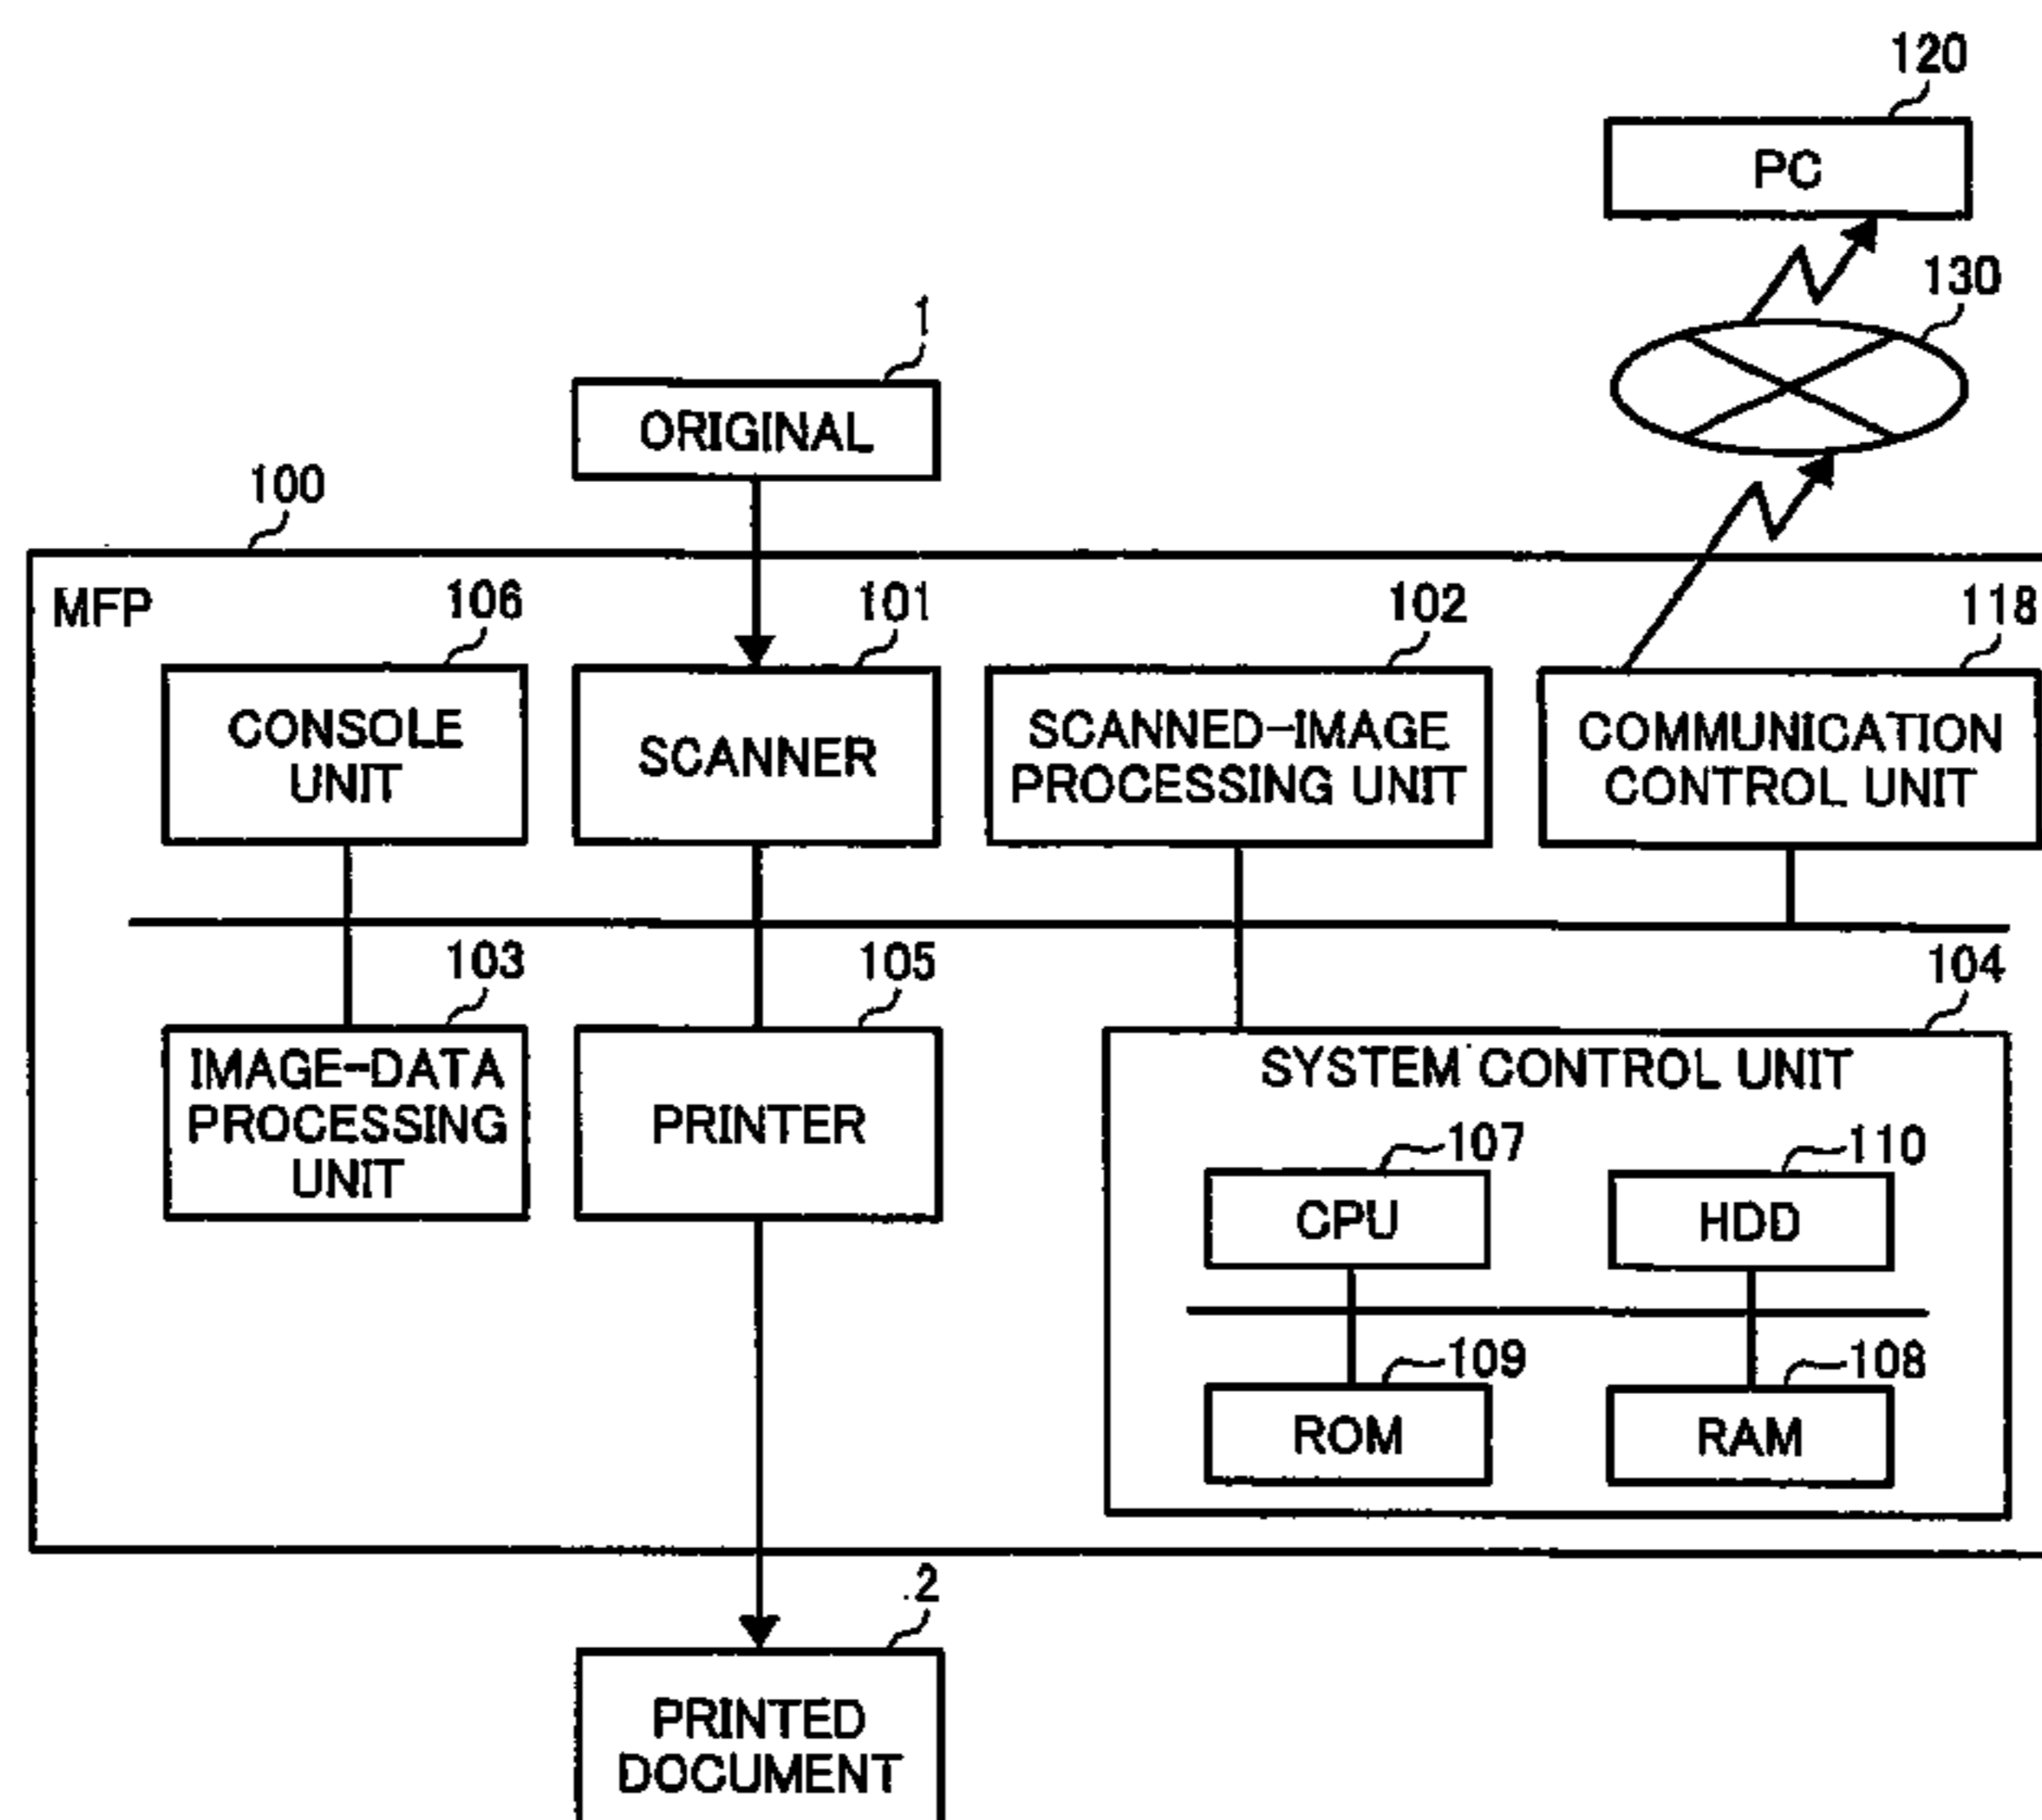 120
PC
130
1
ORIGINAL
100
MFP
106
101
102
118
CONSOLE
UNIT
SCANNER
SCANNED-IMAGE
PROCESSING UNIT
COMMUNICATION
CONTROL UNIT
103
105
104
IMAGE-DATA
PROCESSING
UNIT
PRINTER
SYSTEM CONTROL UNIT
107
110
CPU
HDD
109
108
ROM
RAM
2
PRINTED
DOCUMENT